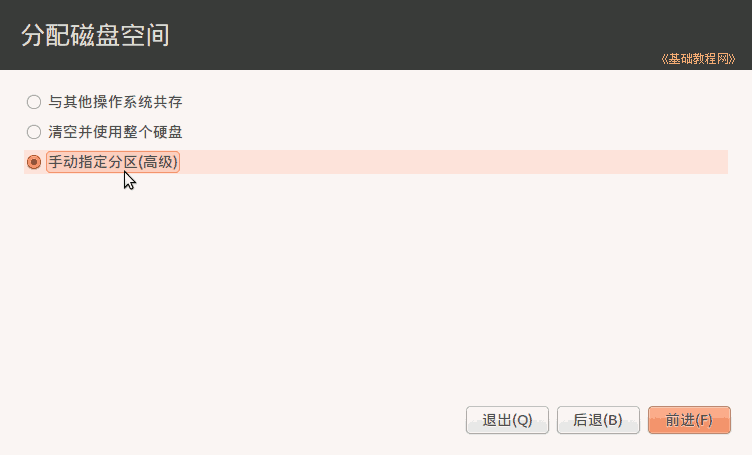 分配磁盘空间
《基础教程网》
与其他操作系统共存
清空并使用整个硬盘
手动指定分区(高级)
退出(Q) 后退(B) 前进(F)